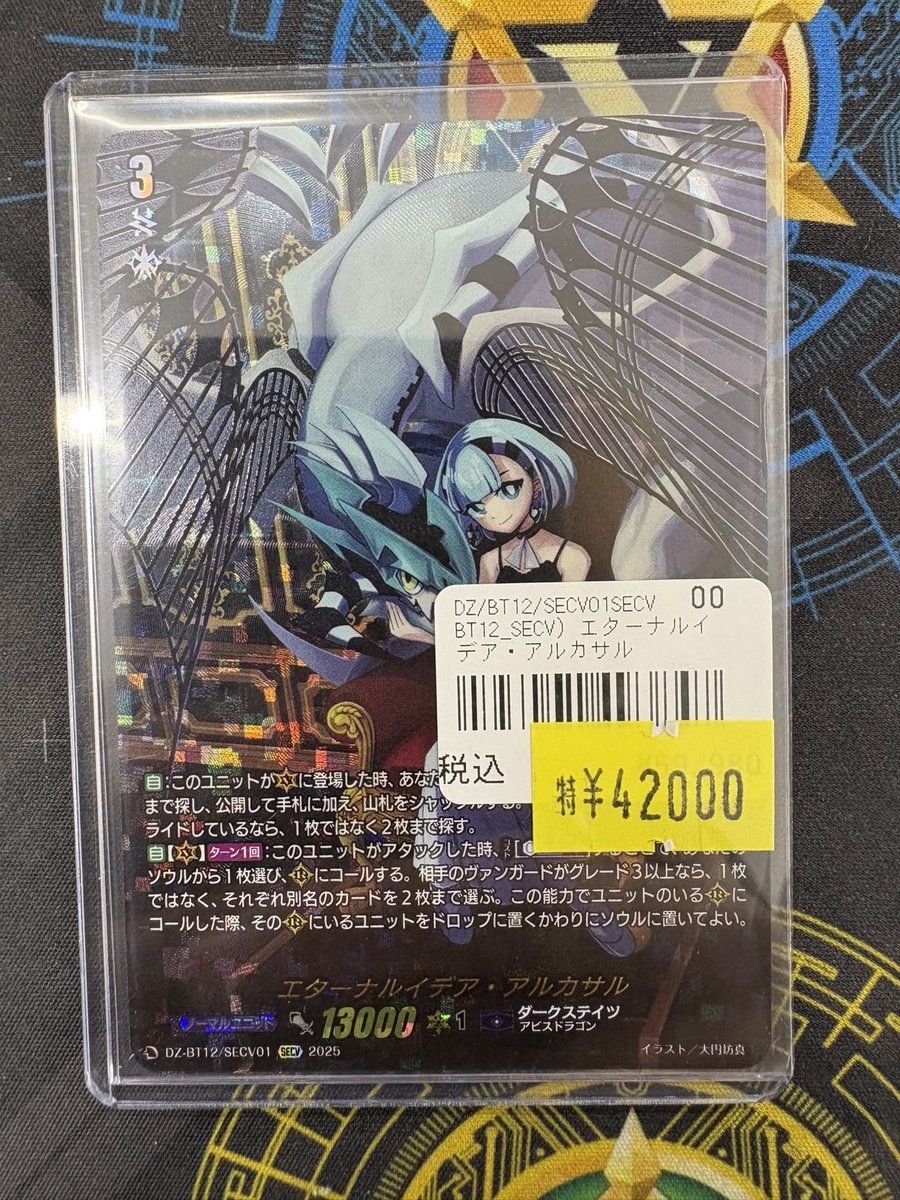 3
DZ/BT12/SECV01SECV 00
BT12_SECV) エターナルイ
デア・アルカサル
税込
特¥42000
自:このユニットが Vに登場した時、あなた
まで探し、公開して手札に加え、山札をシャッフルする。
ライドしているなら、1枚ではなく2枚まで探す。
自【V】ターン1回:このユニットがアタックした時、
ソウルから1枚選び、Rにコールする。相手のヴァンガードがグレード3以上なら、1枚
ではなく、それぞれ別名のカードを2枚まで選ぶ。この能力でユニットのいるRに
コールした際、そのRにいるユニットをドロップに置くかわりにソウルに置いてよい。
エターナルイデア・アルカサル
ノーマルユニット 13000 1 ダークステイツ
アビスドラゴン
DZ-BT12/SECV01 SECV 2025 イラスト/大円坊真